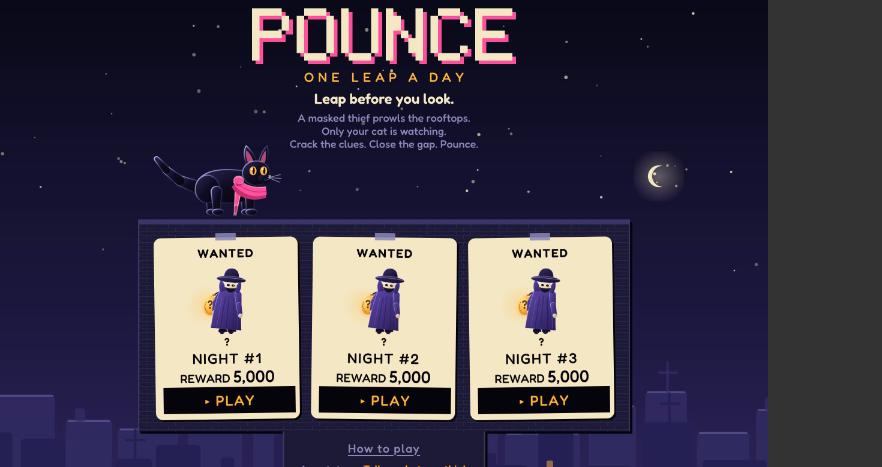 POUNCE
ONE LEAP A DAY
Leap before you look.
A masked thief prowls the rooftops.
Only your cat is watching.
Crack the clues. Close the gap. Pounce.
WANTED
?
?
NIGHT #1
REWARD 5,000
▸ PLAY
WANTED
?
?
NIGHT #2
REWARD 5,000
▸ PLAY
WANTED
?
?
NIGHT #3
REWARD 5,000
▸ PLAY
How to play